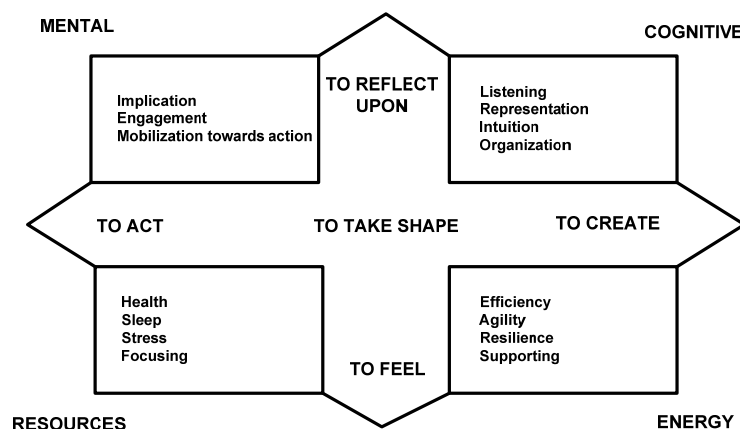 MENTAL
COGNITIVE
TO REFLECT
UPON
Implication
Engagement
Mobilization towards action
Listening
Representation
Intuition
Organization
TO ACT
TO TAKE SHAPE
TO CREATE
Health
Sleep
Stress
Focusing
Efficiency
Agility
Resilience
Supporting
TO FEEL
RESOURCES
ENERGY